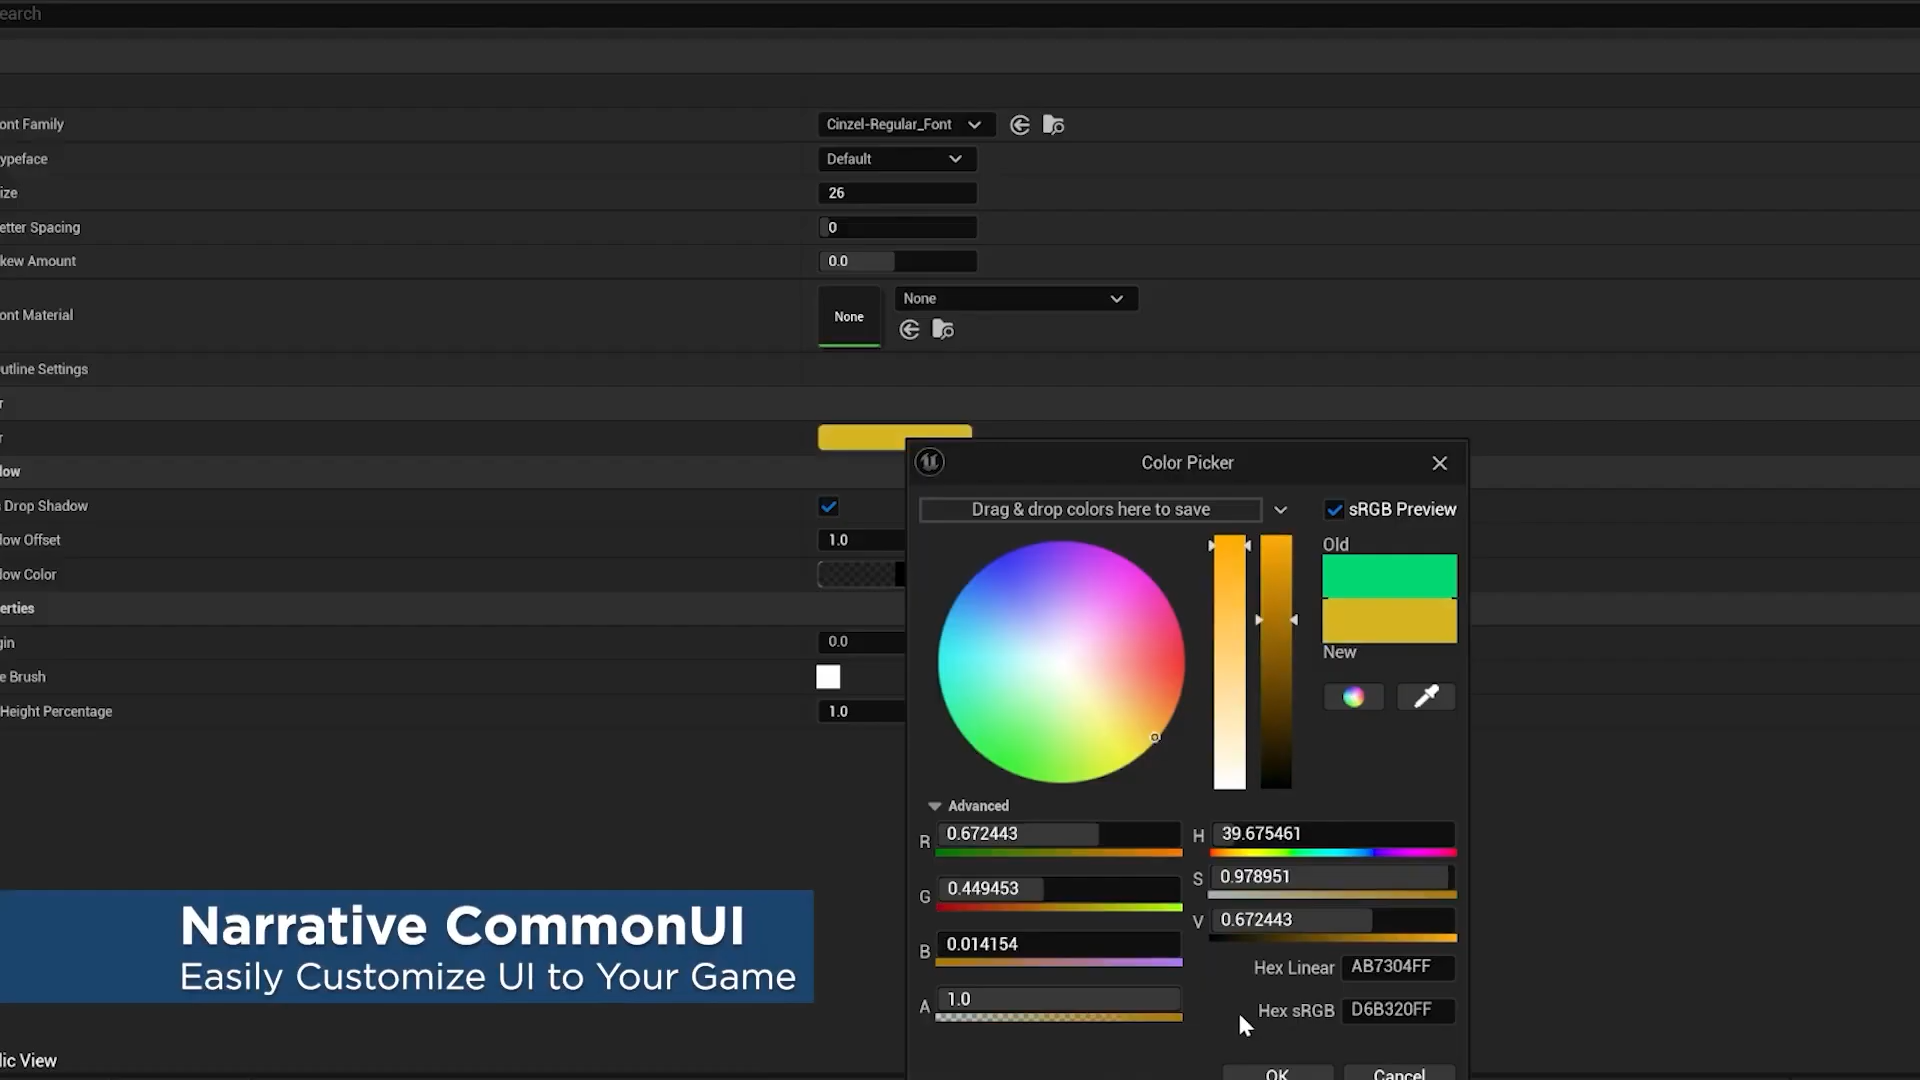 earch
ont Family
Cinzel-Regular_Font
ypeface
Default
ize
26
etter Spacing
0
kew Amount
0.0
ont Material
None
None
utline Settings
r
r
low
Color Picker
s Drop Shadow
Drag & drop colors here to save
sRGB Preview
low Offset
1.0
Old
low Color
erties
gin
0.0
New
e Brush
Height Percentage
1.0
Advanced
R
0.672443
H
39.675461
G
0.449453
S
0.978951
B
0.014154
V
0.672443
Hex Linear
AB7304FF
A
1.0
Hex sRGB
D6B320FF
Narrative CommonUI
Easily Customize UI to Your Game
lic View
OK
Cancel